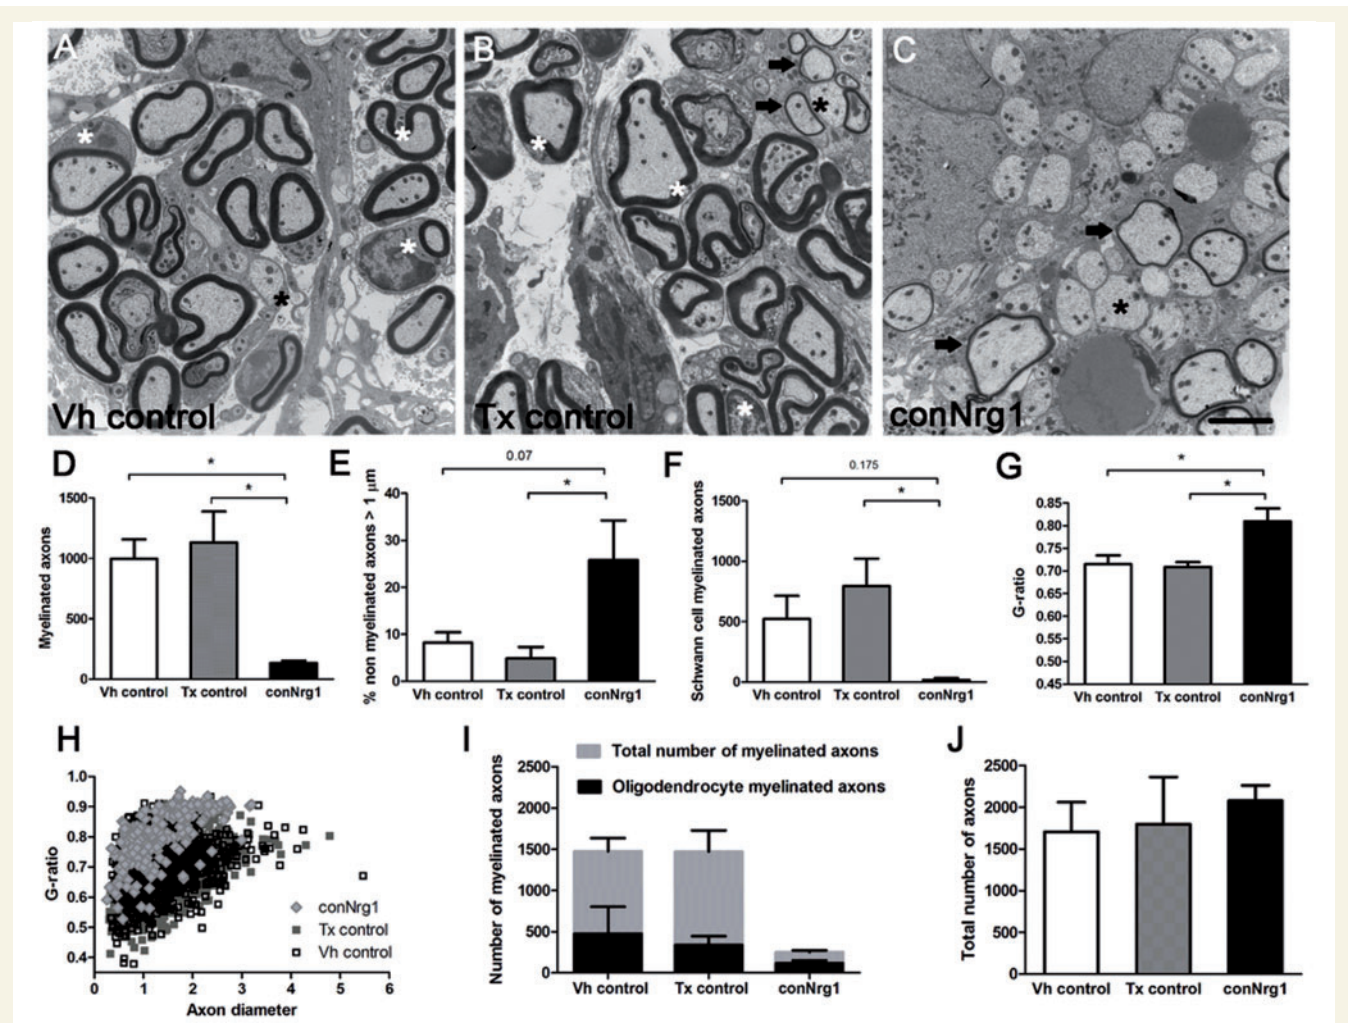 A
B
C
Vh control
Tx control
conNrg1
D
*
*
Myelinated axons
1500
1000
500
0
Vh control Tx control conNrg1
E
0.07
*
% non myelinated axons > 1 µm
40
30
20
10
0
Vh control Tx control conNrg1
F
0.175
*
Schwann cell myelinated axons
1500
1000
500
0
Vh control Tx control conNrg1
G
*
*
G-ratio
0.85
0.80
0.75
0.70
0.65
0.60
0.55
0.50
0.45
Vh control Tx control conNrg1
H
G-ratio
1.0
0.9
0.8
0.7
0.6
0.5
0.4
conNrg1
Tx control
Vh control
0 1 2 3 4 5 6
Axon diameter
I
Total number of myelinated axons
Oligodendrocyte myelinated axons
Number of myelinated axons
2500
2000
1500
1000
500
0
Vh control Tx control conNrg1
J
Total number of axons
2500
2000
1500
1000
500
0
Vh control Tx control conNrg1